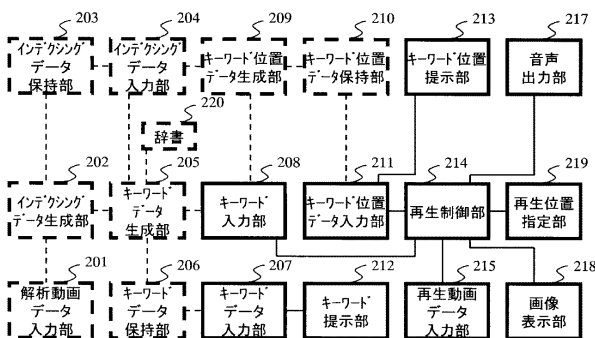 203
204
209
210
213
217
インデクシング
データ
保持部
インデクシング
データ
入力部
キーワード位置
データ生成部
キーワード位置
データ保持部
キーワード位置
提示部
音声
出力部
220
辞書
202
205
208
211
214
219
インデクシング
データ生成部
キーワード
データ
生成部
キーワード
入力部
キーワード位置
データ入力部
再生制御部
再生位置
指定部
201
206
207
212
215
218
解析動画
データ
入力部
キーワード
データ
保持部
キーワード
データ
入力部
キーワード
提示部
再生動画
データ
入力部
画像
表示部